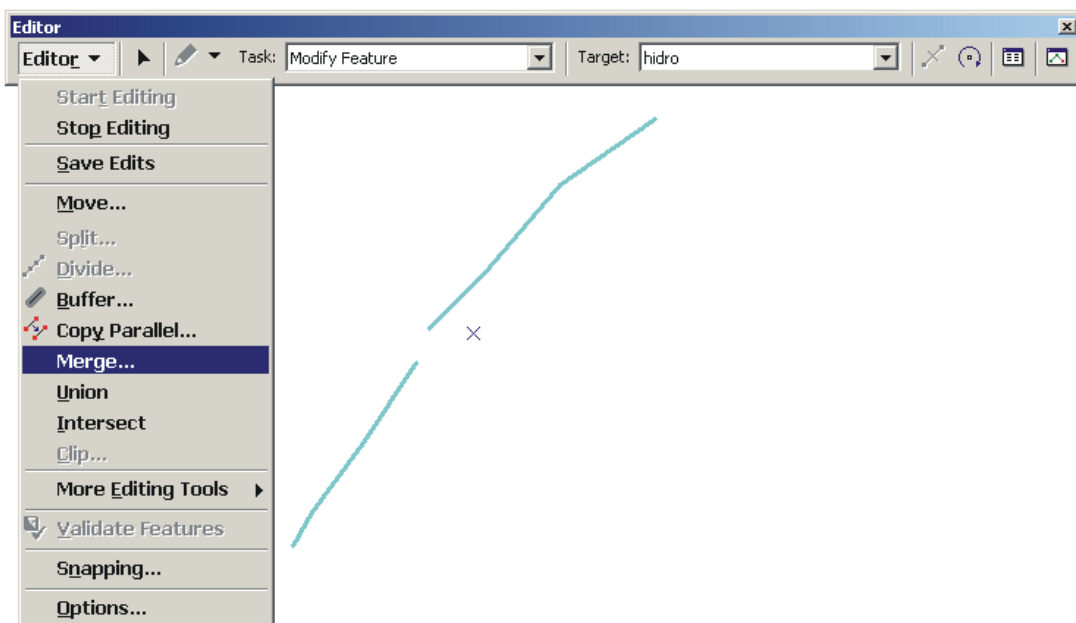 Editor
Editor Task: Modify Feature Target: hidro
Start Editing
Stop Editing
Save Edits
Move...
Split...
Divide...
Buffer...
Copy Parallel...
Merge...
Union
Intersect
Clip...
More Editing Tools
Validate Features
Snapping...
Options...